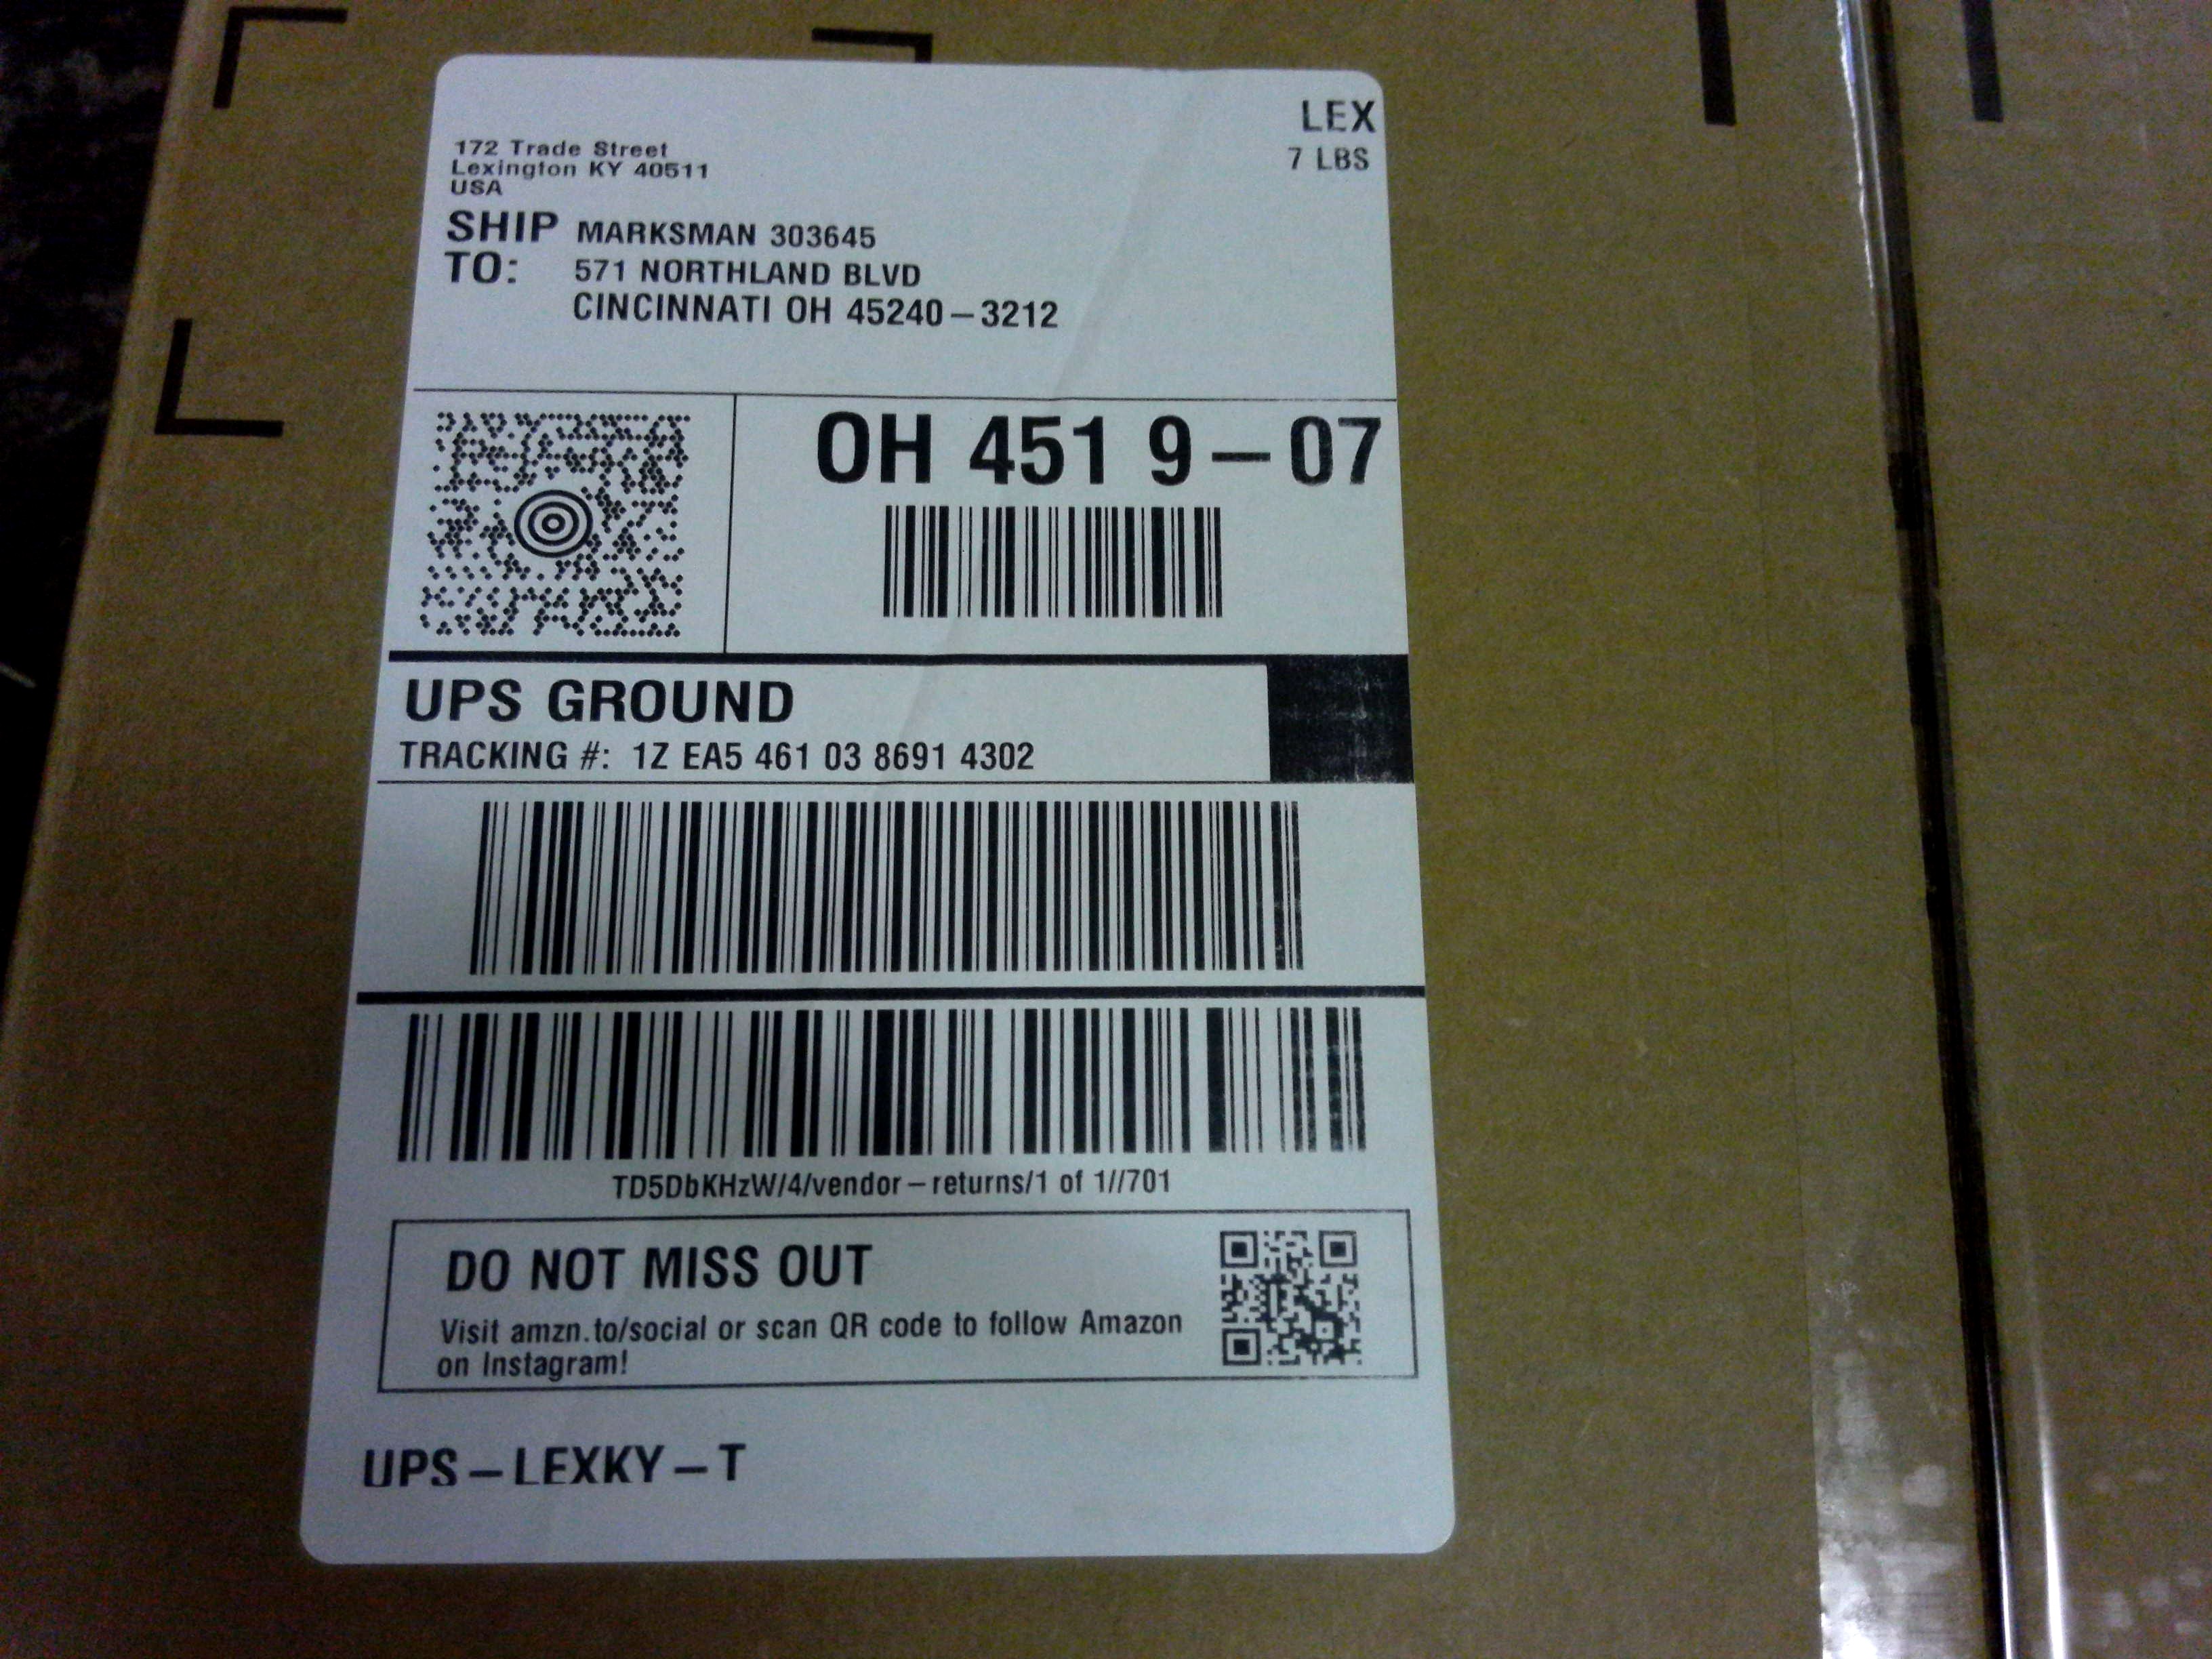 LEX
7 LBS
172 Trade Street
Lexington KY 40511
USA
SHIP TO: MARKSMAN 303645
571 NORTHLAND BLVD
CINCINNATI OH 45240-3212
OH 451 9-07
UPS GROUND
TRACKING #: 1Z EA5 461 03 8691 4302
TD5DbKHzW/4/vendor-returns/1 of 1//701
DO NOT MISS OUT
Visit amzn.to/social or scan QR code to follow Amazon
on Instagram!
UPS-LEXKY-T